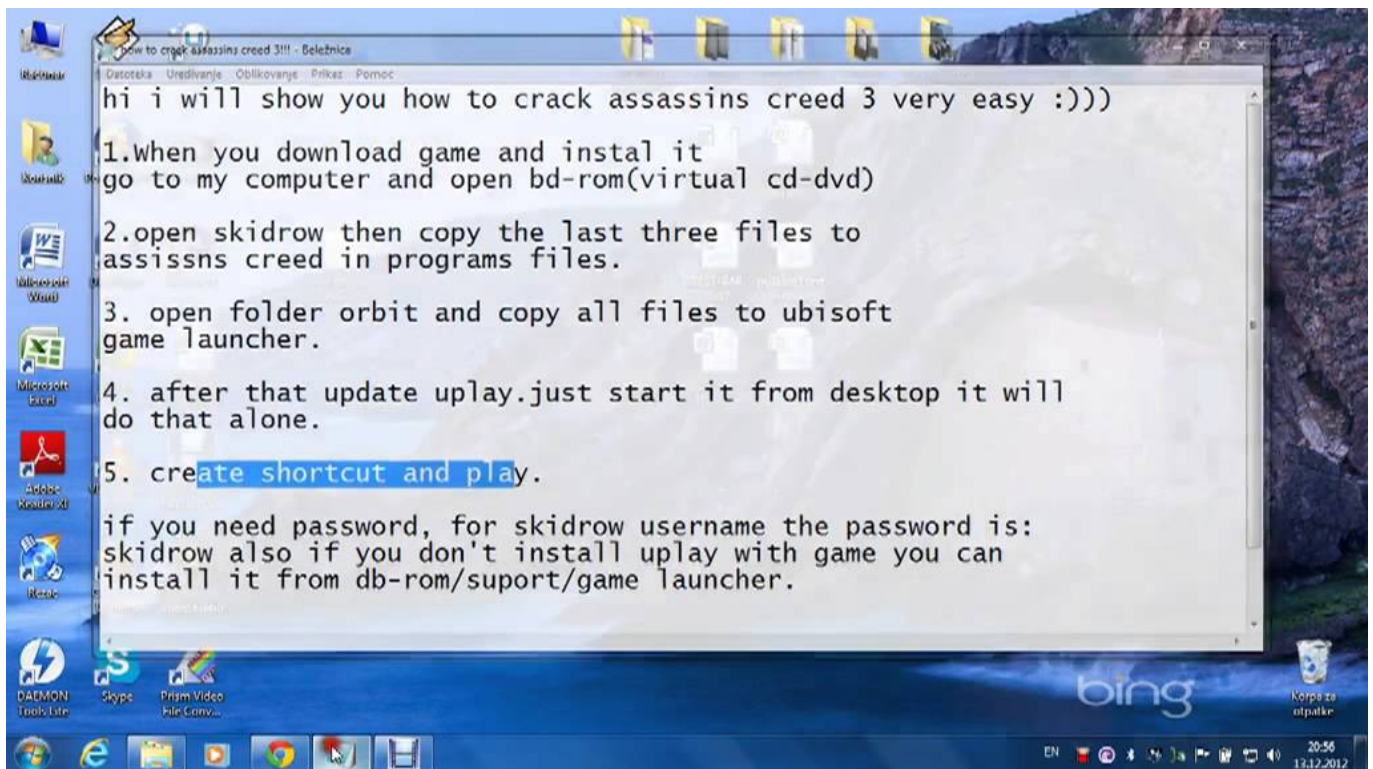 how to crack assassins creed 3!!! - Beležnica
Datoteka Uređivanje Oblikovanje Prikaz Pomoć
hi i will show you how to crack assassins creed 3 very easy :)))
1.When you download game and instal it
go to my computer and open bd-rom(virtual cd-dvd)
2.open skidrow then copy the last three files to
assissns creed in programs files.
3. open folder orbit and copy all files to ubisoft
game launcher.
4. after that update uplay.just start it from desktop it will
do that alone.
5. create shortcut and play.
if you need password, for skidrow username the password is:
skidrow also if you don't install uplay with game you can
install it from db-rom/suport/game launcher.
Microsoft
Word
Microsoft
Excel
Adobe
Reader XI
DAEMON
Tools Lite
Skype
Prism Video
File Conv...
bing
Korpa za
otpatke
EN
20:56
13.12.2012